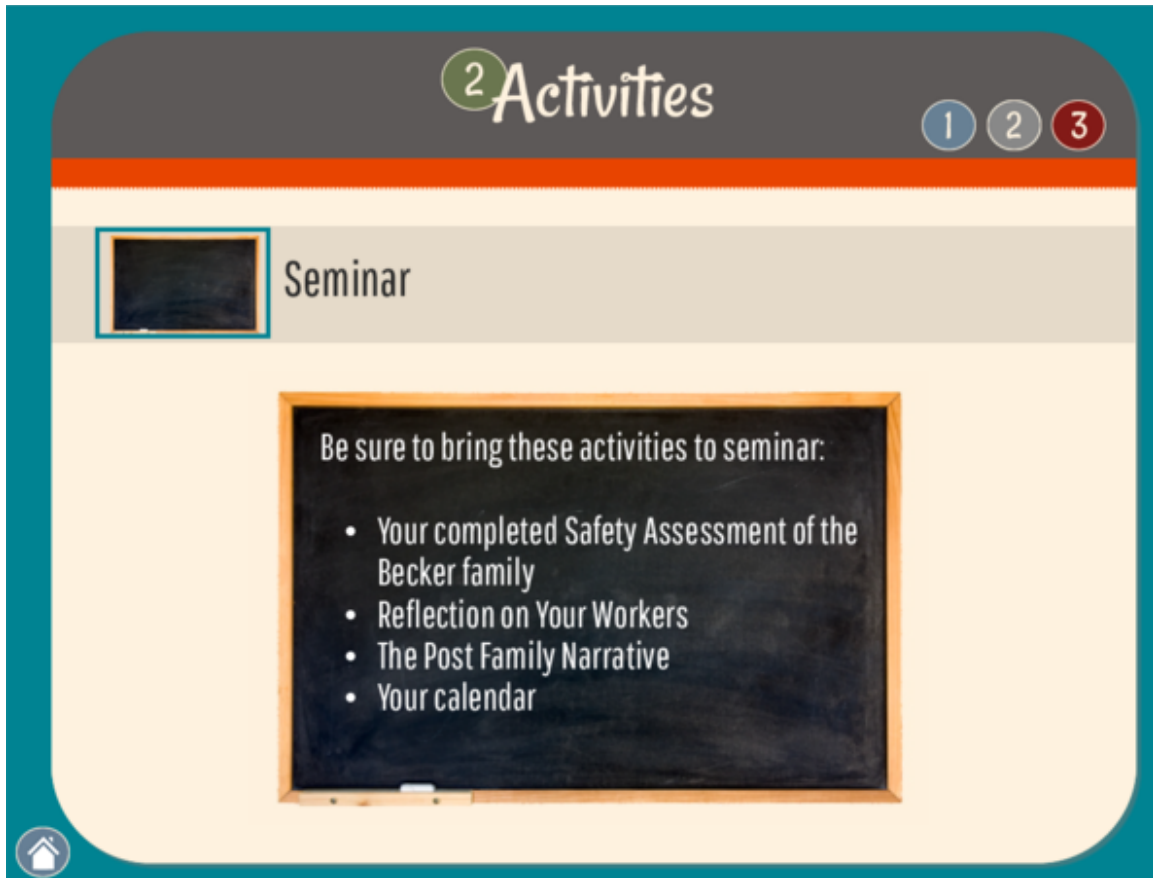 2 Activities
1 2 3
Seminar
Be sure to bring these activities to seminar:
• Your completed Safety Assessment of the
Becker family
• Reflection on Your Workers
• The Post Family Narrative
• Your calendar